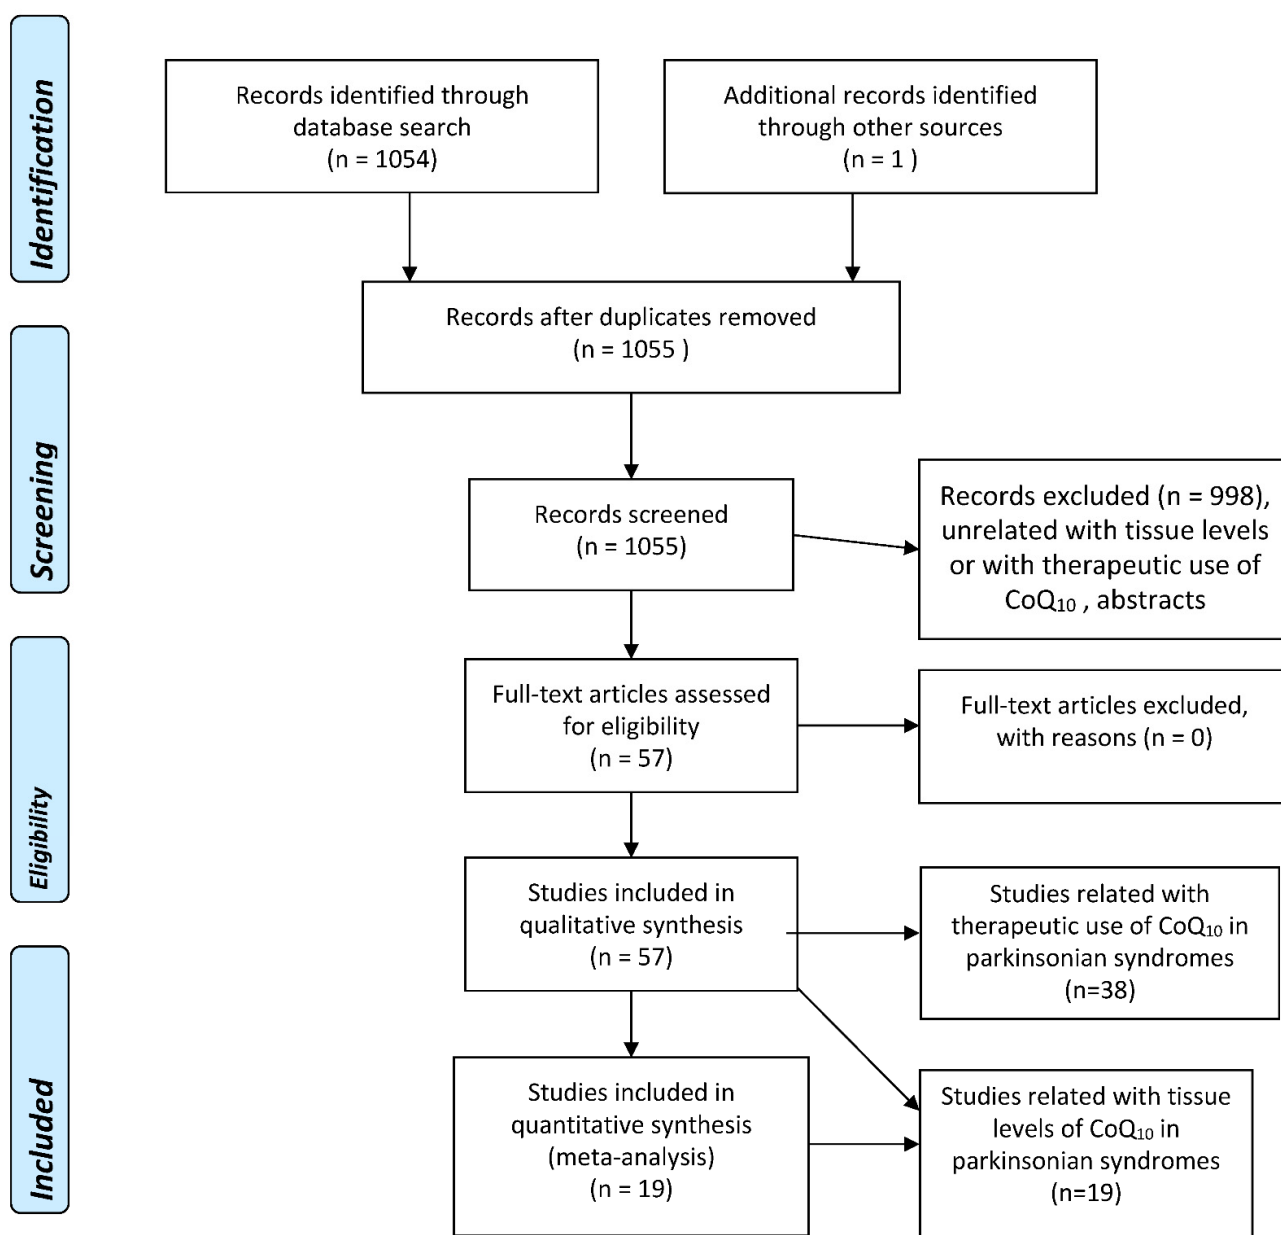 Identification
Records identified through
database search
(n = 1054)
Additional records identified
through other sources
(n = 1 )
Records after duplicates removed
(n = 1055 )
Screening
Records screened
(n = 1055)
Records excluded (n = 998),
unrelated with tissue levels
or with therapeutic use of
CoQ₁₀ , abstracts
Eligibility
Full-text articles assessed
for eligibility
(n = 57)
Full-text articles excluded,
with reasons (n = 0)
Studies included in
qualitative synthesis
(n = 57)
Studies related with
therapeutic use of CoQ₁₀ in
parkinsonian syndromes
(n=38)
Included
Studies included in
quantitative synthesis
(meta-analysis)
(n = 19)
Studies related with tissue
levels of CoQ₁₀ in
parkinsonian syndromes
(n=19)